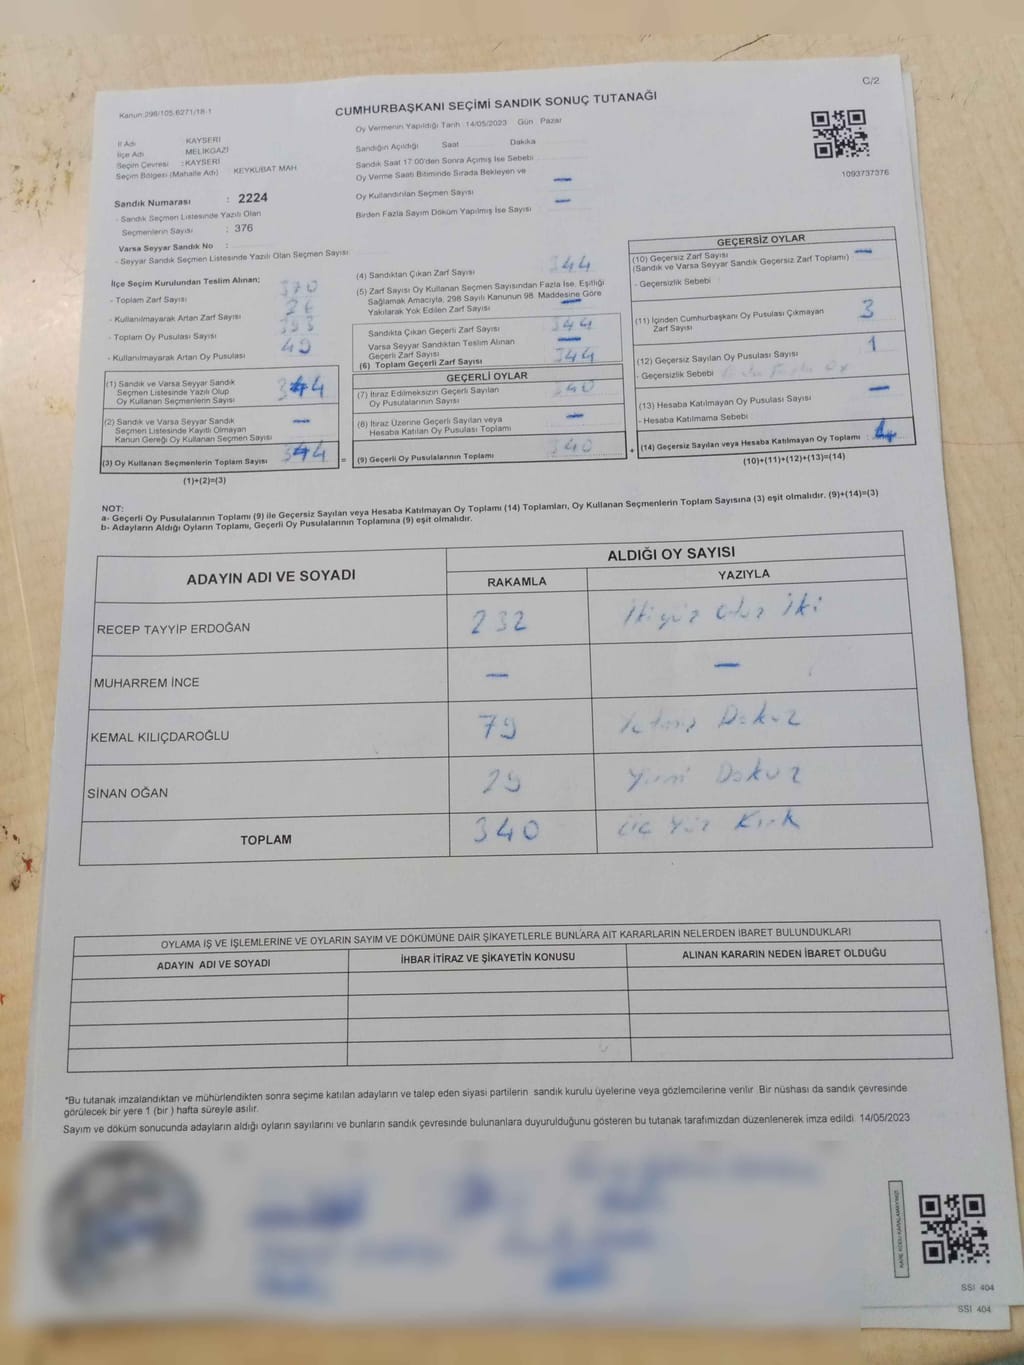 C/2
Kanun:298/105,6271/18-1
CUMHURBAŞKANI SEÇİMİ SANDIK SONUÇ TUTANAĞI
Oy Vermenin Yapıldığı Tarih :14/05/2023 Gün Pazar
İl Adı : KAYSERİ
İlçe Adı : MELİKGAZİ
Seçim Çevresi : KAYSERİ
Seçim Bölgesi (Mahalle Adı) : KEYKUBAT MAH
Sandık Numarası : 2224
- Sandık Seçmen Listesinde Yazılı Olan
Seçmenlerin Sayısı : 376
Varsa Seyyar Sandık No :
- Seyyar Sandık Seçmen Listesinde Yazılı Olan Seçmen Sayısı
Sandığın Açıldığı Saat Dakika
Sandık Saat 17:00'den Sonra Açımış İse Sebebi
Oy Verme Saati Bitiminde Sırada Bekleyen ve
Oy Kullandırılan Seçmen Sayısı —
Birden Fazla Sayım Döküm Yapılmış İse Sayısı —
1093737376
İlçe Seçim Kurulundan Teslim Alınan:
- Toplam Zarf Sayısı 370
- Kullanılmayarak Artan Zarf Sayısı 26
- Toplam Oy Pusulası Sayısı 393
- Kullanılmayarak Artan Oy Pusulası 49
(1) Sandık ve Varsa Seyyar Sandık
Seçmen Listesinde Yazılı Olup
Oy Kullanan Seçmenlerin Sayısı 344
(2) Sandık ve Varsa Seyyar Sandık
Seçmen Listesinde Kayıtlı Olmayan
Kanun Gereği Oy Kullanan Seçmen Sayısı —
(3) Oy Kullanan Seçmenlerin Toplam Sayısı 344 =
(1)+(2)=(3)
(4) Sandıktan Çıkan Zarf Sayısı 344
(5) Zarf Sayısı Oy Kullanan Seçmen Sayısından Fazla İse, Eşitliği
Sağlamak Amacıyla, 298 Sayılı Kanunun 98. Maddesine Göre
Yakılarak Yok Edilen Zarf Sayısı —
Sandıkta Çıkan Geçerli Zarf Sayısı 344
Varsa Seyyar Sandıktan Teslim Alınan
Geçerli Zarf Sayısı —
(6) Toplam Geçerli Zarf Sayısı 344
GEÇERLİ OYLAR
(7) İtiraz Edilmeksizin Geçerli Sayılan
Oy Pusulalarının Sayısı 340
(8) İtiraz Üzerine Geçerli Sayılan veya
Hesaba Katılan Oy Pusulası Toplamı —
(9) Geçerli Oy Pusulalarının Toplamı 340 +
GEÇERSİZ OYLAR
(10) Geçersiz Zarf Sayısı —
(Sandık ve Varsa Seyyar Sandık Geçersiz Zarf Toplamı)
- Geçersizlik Sebebi
(11) İçinden Cumhurbaşkanı Oy Pusulası Çıkmayan
Zarf Sayısı 3
(12) Geçersiz Sayılan Oy Pusulası Sayısı 1
- Geçersizlik Sebebi
(13) Hesaba Katılmayan Oy Pusulası Sayısı —
- Hesaba Katılmama Sebebi
(14) Geçersiz Sayılan veya Hesaba Katılmayan Oy Toplamı : 4
(10)+(11)+(12)+(13)=(14)
NOT:
a- Geçerli Oy Pusulalarının Toplamı (9) ile Geçersiz Sayılan veya Hesaba Katılmayan Oy Toplamı (14) Toplamları, Oy Kullanan Seçmenlerin Toplam Sayısına (3) eşit olmalıdır. (9)+(14)=(3)
b- Adayların Aldığı Oyların Toplamı, Geçerli Oy Pusulalarının Toplamına (9) eşit olmalıdır.
ADAYIN ADI VE SOYADI
ALDIĞI OY SAYISI
RAKAMLA YAZIYLA
RECEP TAYYİP ERDOĞAN 232 İkiyüz otuz iki
MUHARREM İNCE — —
KEMAL KILIÇDAROĞLU 79 Yetmiş Dokuz
SİNAN OĞAN 29 Yirmi Dokuz
TOPLAM 340 Üç Yüz Kırk
OYLAMA İŞ VE İŞLEMLERİNE VE OYLARIN SAYIM VE DÖKÜMÜNE DAİR ŞİKAYETLERLE BUNLARA AİT KARARLARIN NELERDEN İBARET BULUNDUKLARI
ADAYIN ADI VE SOYADI İHBAR İTİRAZ VE ŞİKAYETİN KONUSU ALINAN KARARIN NEDEN İBARET OLDUĞU
*Bu tutanak imzalandıktan ve mühürlendikten sonra seçime katılan adayların ve talep eden siyasi partilerin sandık kurulu üyelerine veya gözlemcilerine verilir. Bir nüshası da sandık çevresinde
görülecek bir yere 1 (bir ) hafta süreyle asılır.
Sayım ve döküm sonucunda adayların aldığı oyların sayılarını ve bunların sandık çevresinde bulunanlara duyurulduğunu gösteren bu tutanak tarafımızdan düzenlenerek imza edildi. 14/05/2023
KARE KODU KARALAMAYINIZ!
SSI 404
SSI 404